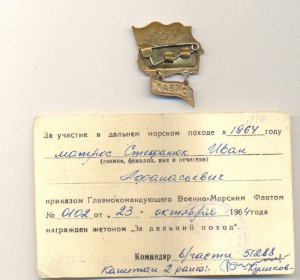 За участие в дальнем морском походе в 1964 году
матрос Стефанюк Иван
(звание, фамилия, имя и отчество)
Афанасьевич
приказом Главнокомандующего Военно-Морским Флотом
№ 0102 от „ 23 „ октября 1964 года
награжден жетоном „За дальний поход".
Командир в/части 51288
Капитан 2 ранга: